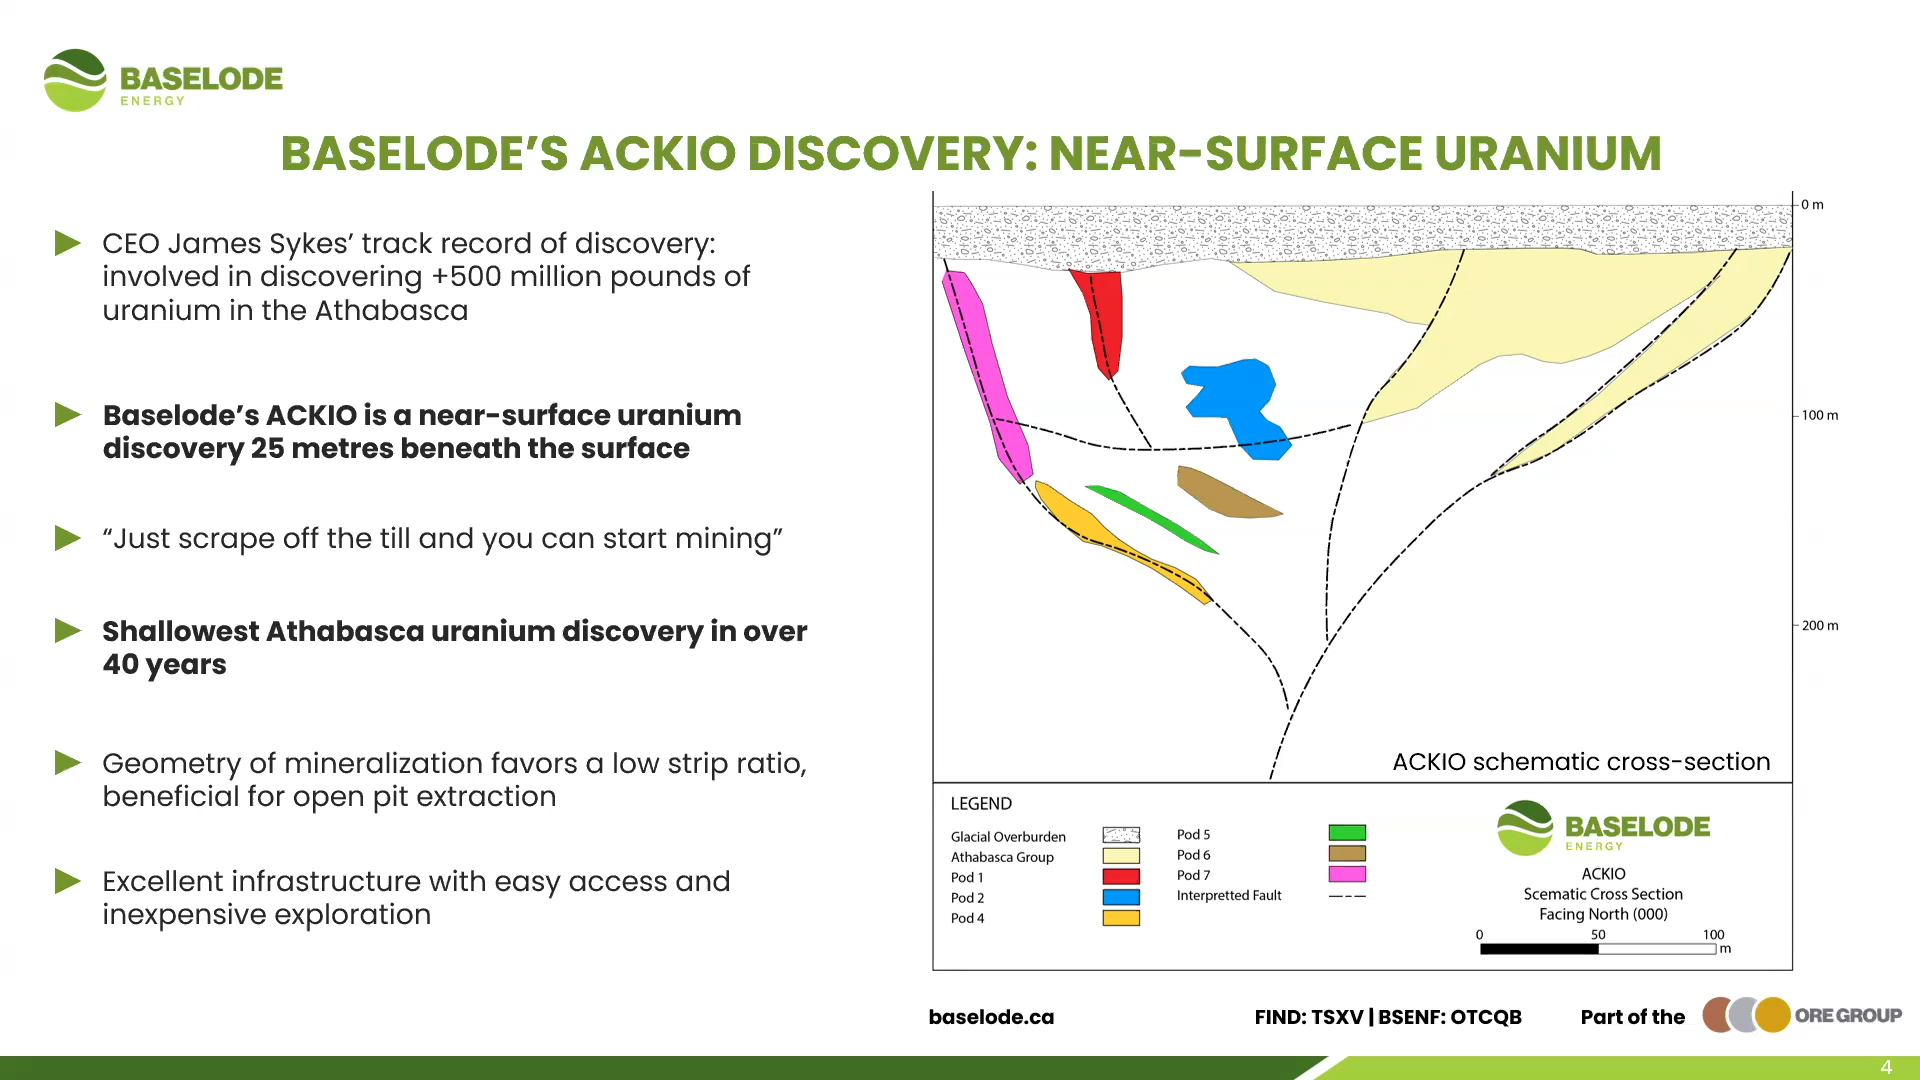 BASELODE
ENERGY
BASELODE’S ACKIO DISCOVERY: NEAR-SURFACE URANIUM
CEO James Sykes’ track record of discovery:
involved in discovering +500 million pounds of
uranium in the Athabasca
Baselode’s ACKIO is a near-surface uranium
discovery 25 metres beneath the surface
“Just scrape off the till and you can start mining”
Shallowest Athabasca uranium discovery in over
40 years
Geometry of mineralization favors a low strip ratio,
beneficial for open pit extraction
Excellent infrastructure with easy access and
inexpensive exploration
0 m
100 m
200 m
ACKIO schematic cross-section
LEGEND
Glacial Overburden
Athabasca Group
Pod 1
Pod 2
Pod 4
Pod 5
Pod 6
Pod 7
Interpretted Fault
BASELODE
ENERGY
ACKIO
Scematic Cross Section
Facing North (000)
0 50 100
m
baselode.ca
FIND: TSXV | BSENF: OTCQB
Part of the
ORE GROUP
4